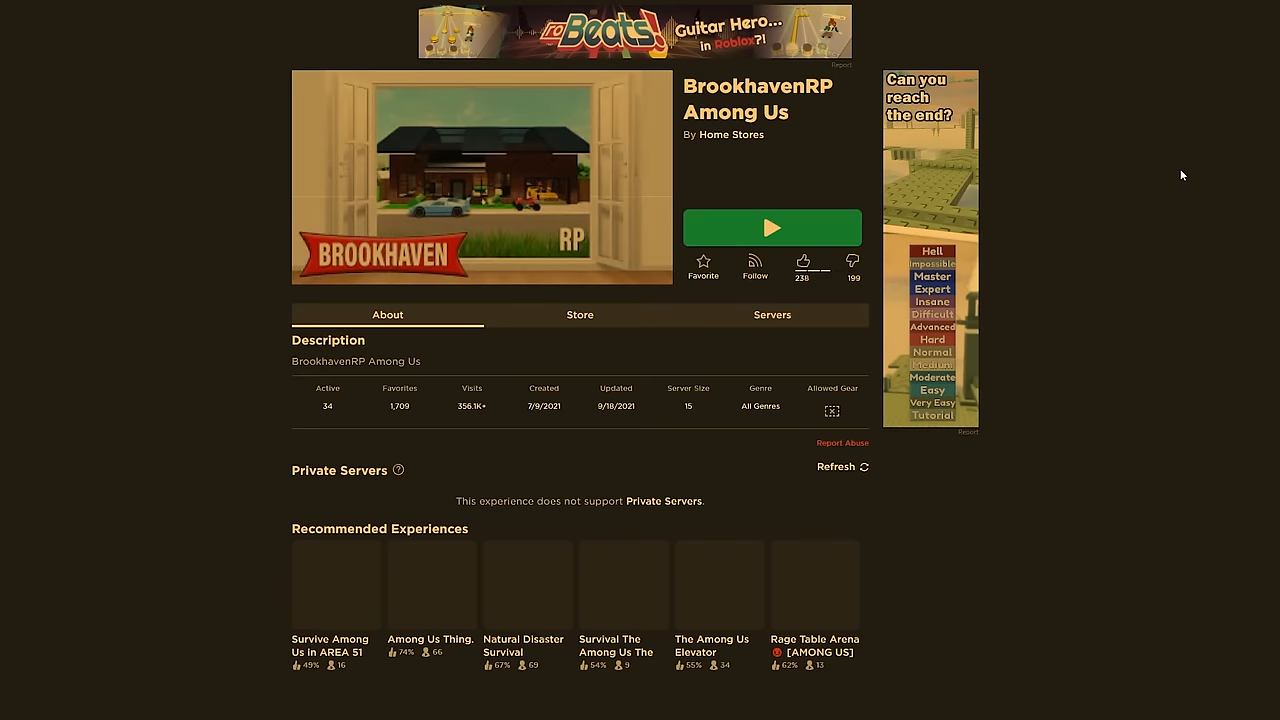 roBeats!
Guitar Hero...
in Roblox?!
Report
BROOKHAVEN
RP
BrookhavenRP
Among Us
By Home Stores
Favorite
Follow
238
199
Can you
reach
the end?
Hell
Impossible
Master
Expert
Insane
Difficult
Advanced
Hard
Normal
Medium
Moderate
Easy
Very Easy
Tutorial
Report
About
Store
Servers
Description
BrookhavenRP Among Us
Active Favorites Visits Created Updated Server Size Genre Allowed Gear
34 1,709 356.1K+ 7/9/2021 9/18/2021 15 All Genres
Report Abuse
Private Servers ?
Refresh
This experience does not support Private Servers.
Recommended Experiences
Survive Among
Us in AREA 51
49% 16
Among Us Thing.
74% 66
Natural Disaster
Survival
67% 69
Survival The
Among Us The
54% 9
The Among Us
Elevator
55% 34
Rage Table Arena
😡 [AMONG US]
62% 13